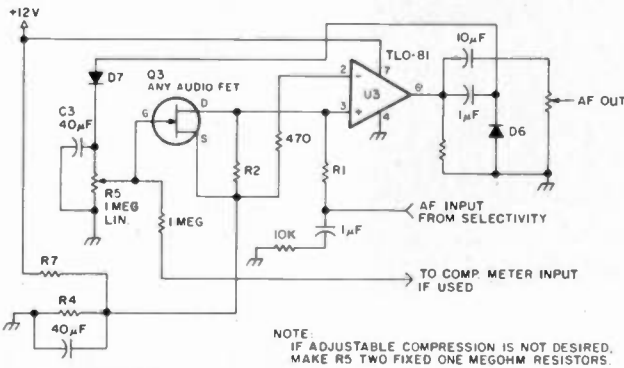 +12V
D7
Q3
ANY AUDIO FET
C3
40µF
G
D
S
R5
1 MEG
LIN.
1 MEG
R2
470
R1
TLO-81
2
3
7
U3
4
6
10µF
1µF
D6
AF OUT
AF INPUT
FROM SELECTIVITY
1µF
10K
TO COMP. METER INPUT
IF USED
R7
R4
40µF
NOTE:
IF ADJUSTABLE COMPRESSION IS NOT DESIRED,
MAKE R5 TWO FIXED ONE MEGOHM RESISTORS.